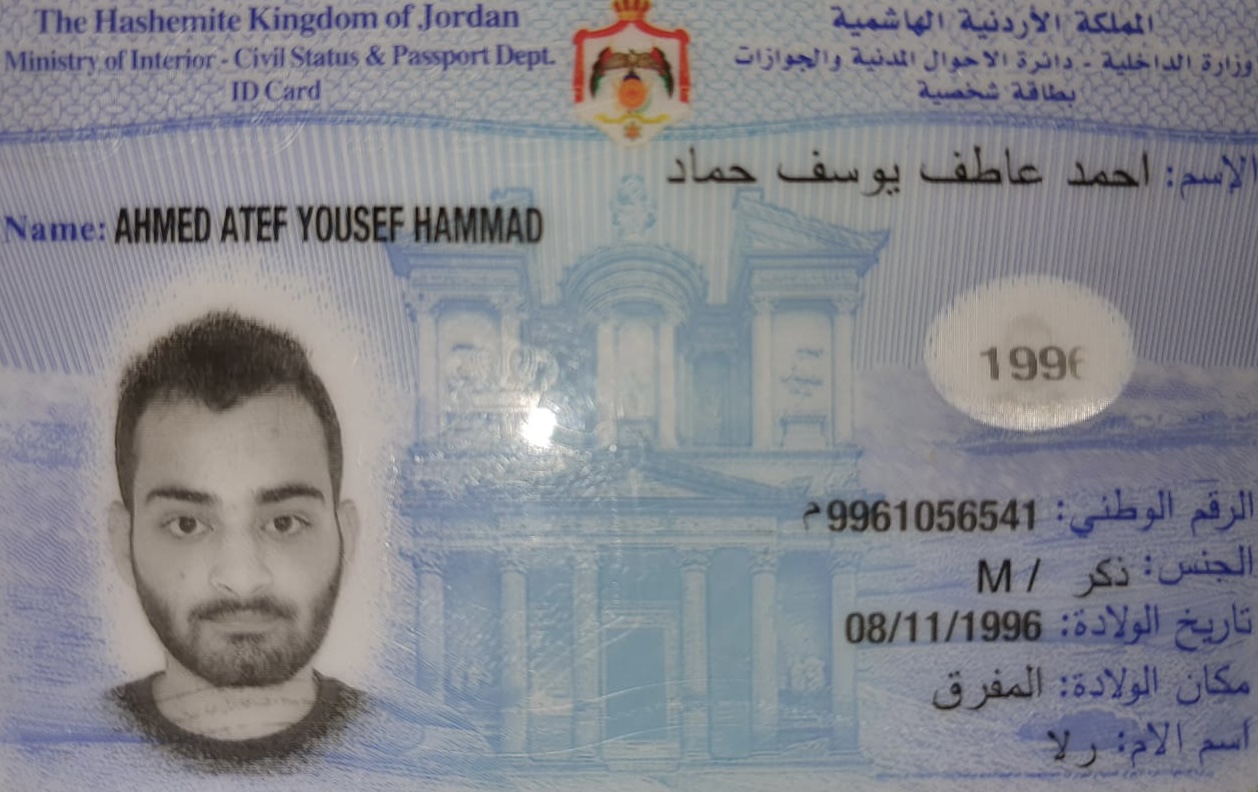 The Hashemite Kingdom of Jordan
المملكة الأردنية الهاشمية
Ministry of Interior - Civil Status & Passport Dept.
وزارة الداخلية - دائرة الاحوال المدنية والجوازات
ID Card
بطاقة شخصية
الإسم: احمد عاطف يوسف حماد
Name: AHMED ATEF YOUSEF HAMMAD
1996
الرقم الوطني: 9961056541 م
الجنس: ذكر / M
تاريخ الولادة: 08/11/1996
مكان الولادة: المفرق
اسم الام: رلا